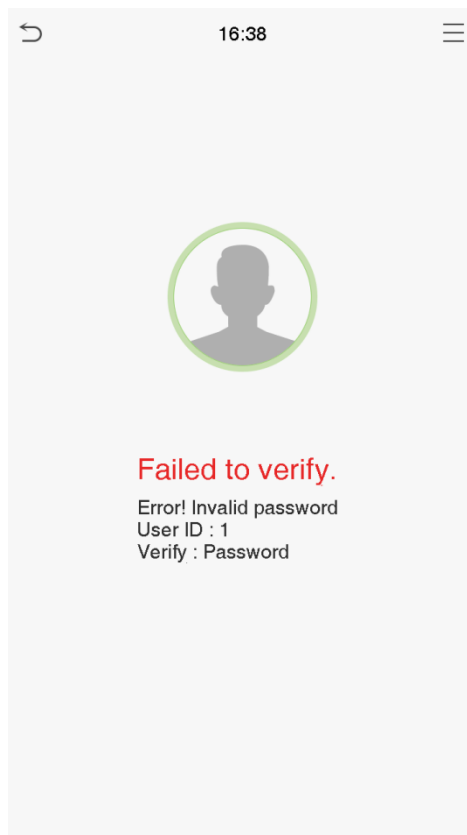 16:38
Failed to verify.
Error! Invalid password
User ID : 1
Verify : Password